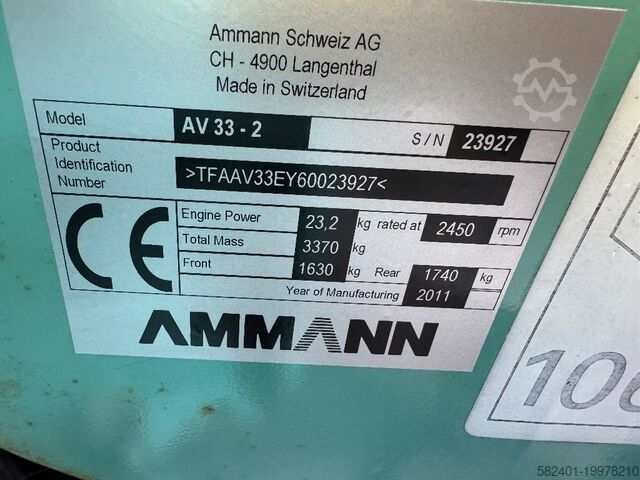 Ammann Schweiz AG
CH - 4900 Langenthal
Made in Switzerland
Model AV 33 - 2 S / N 23927
Product
Identification
Number >TFAAV33EY60023927<
CE
Engine Power 23,2 kg rated at 2450 rpm
Total Mass 3370 kg
Front 1630 kg Rear 1740 kg
Year of Manufacturing 2011
AMMANN
582401-19978210